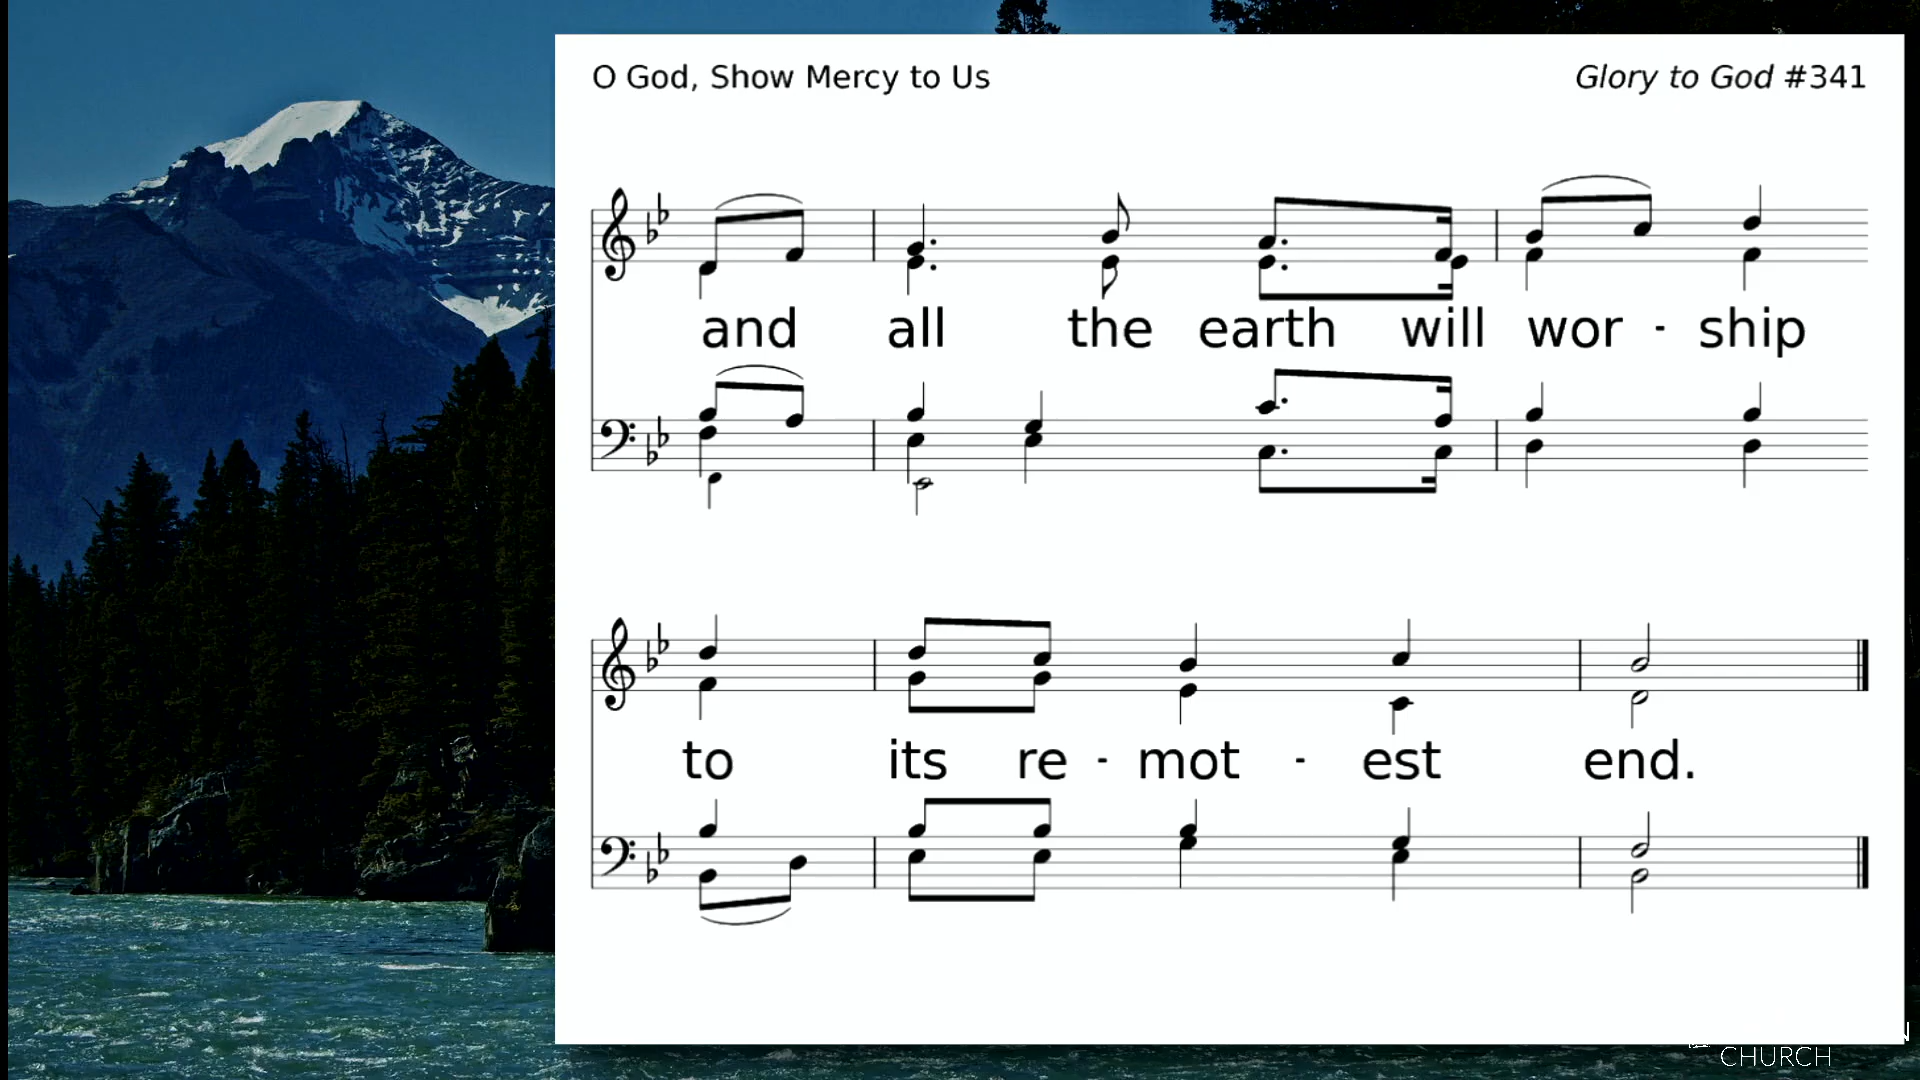 O God, Show Mercy to Us
Glory to God #341
and all the earth will wor - ship
to its re - mot - est end.
CHURCH